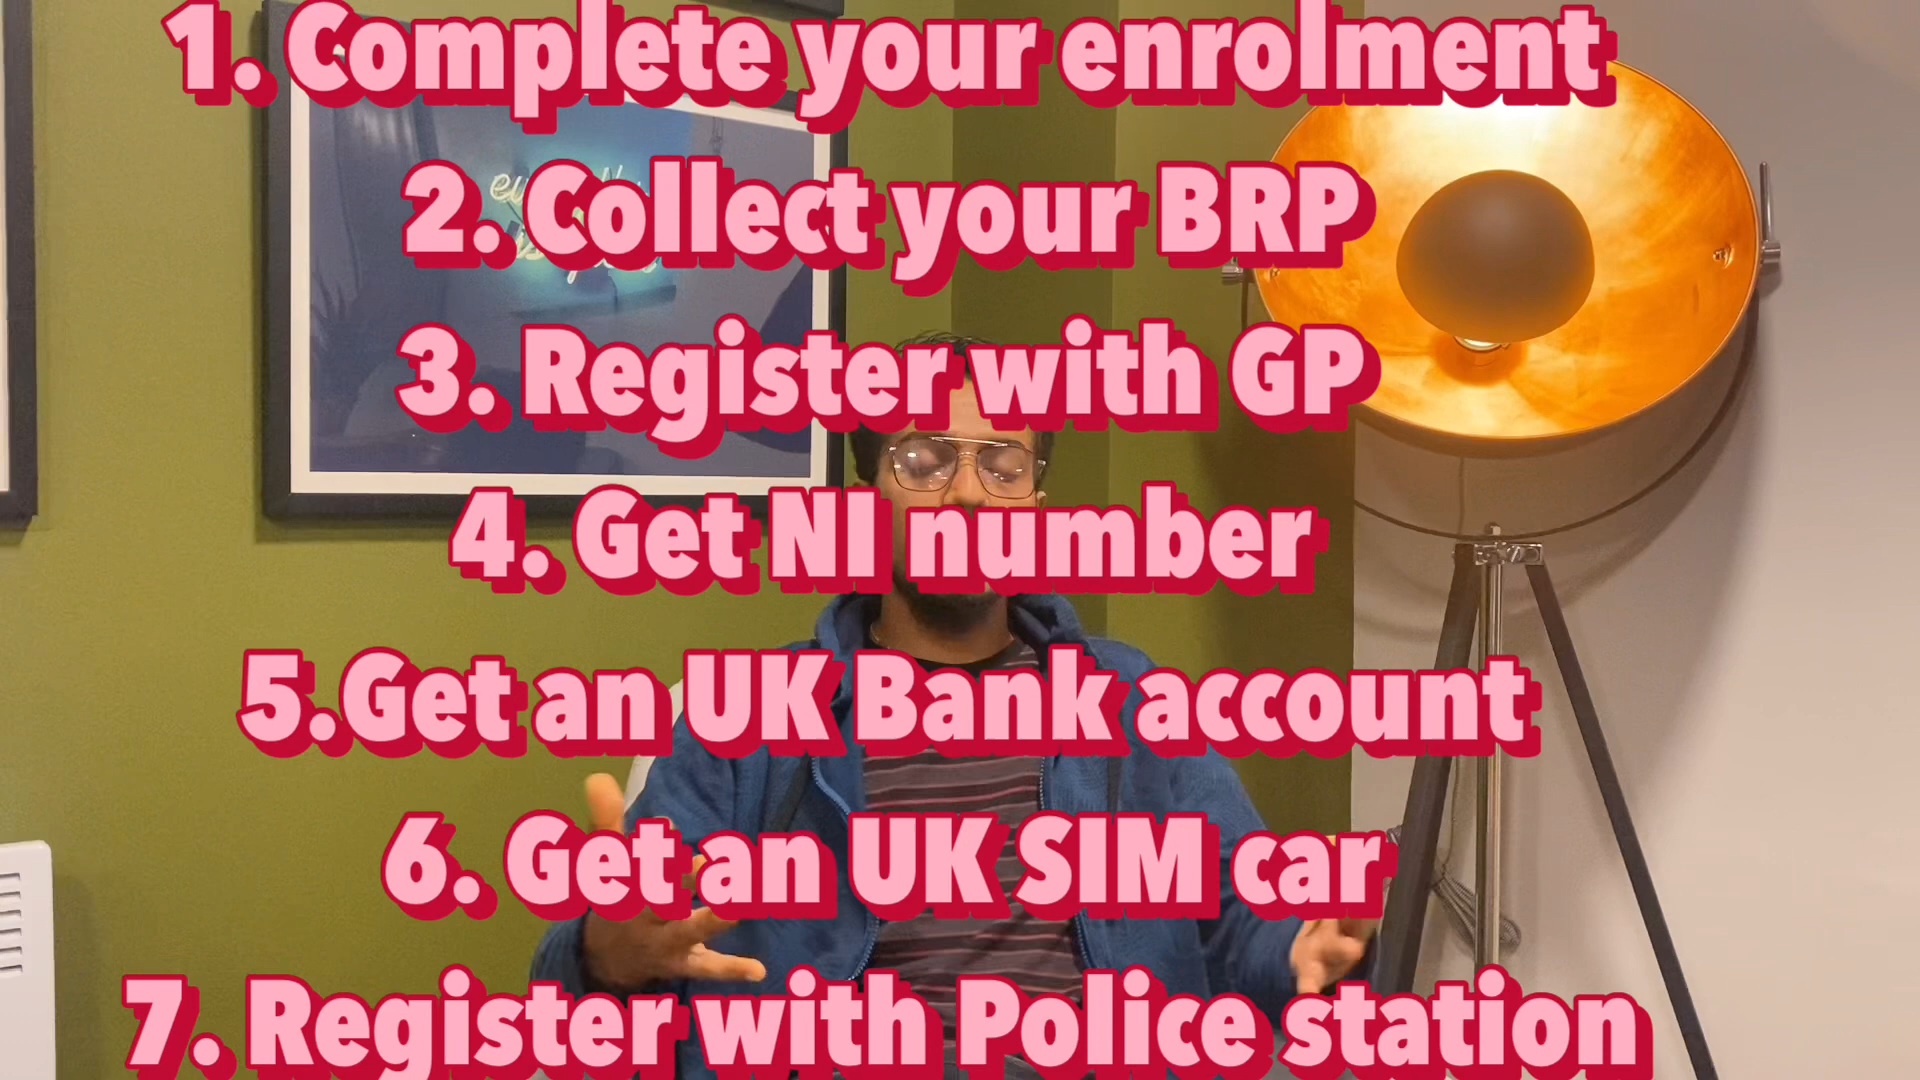 1. Complete your enrolment
2. Collect your BRP
3. Register with GP
4. Get NI number
5.Get an UK Bank account
6. Get an UK SIM car
7. Register with Police station